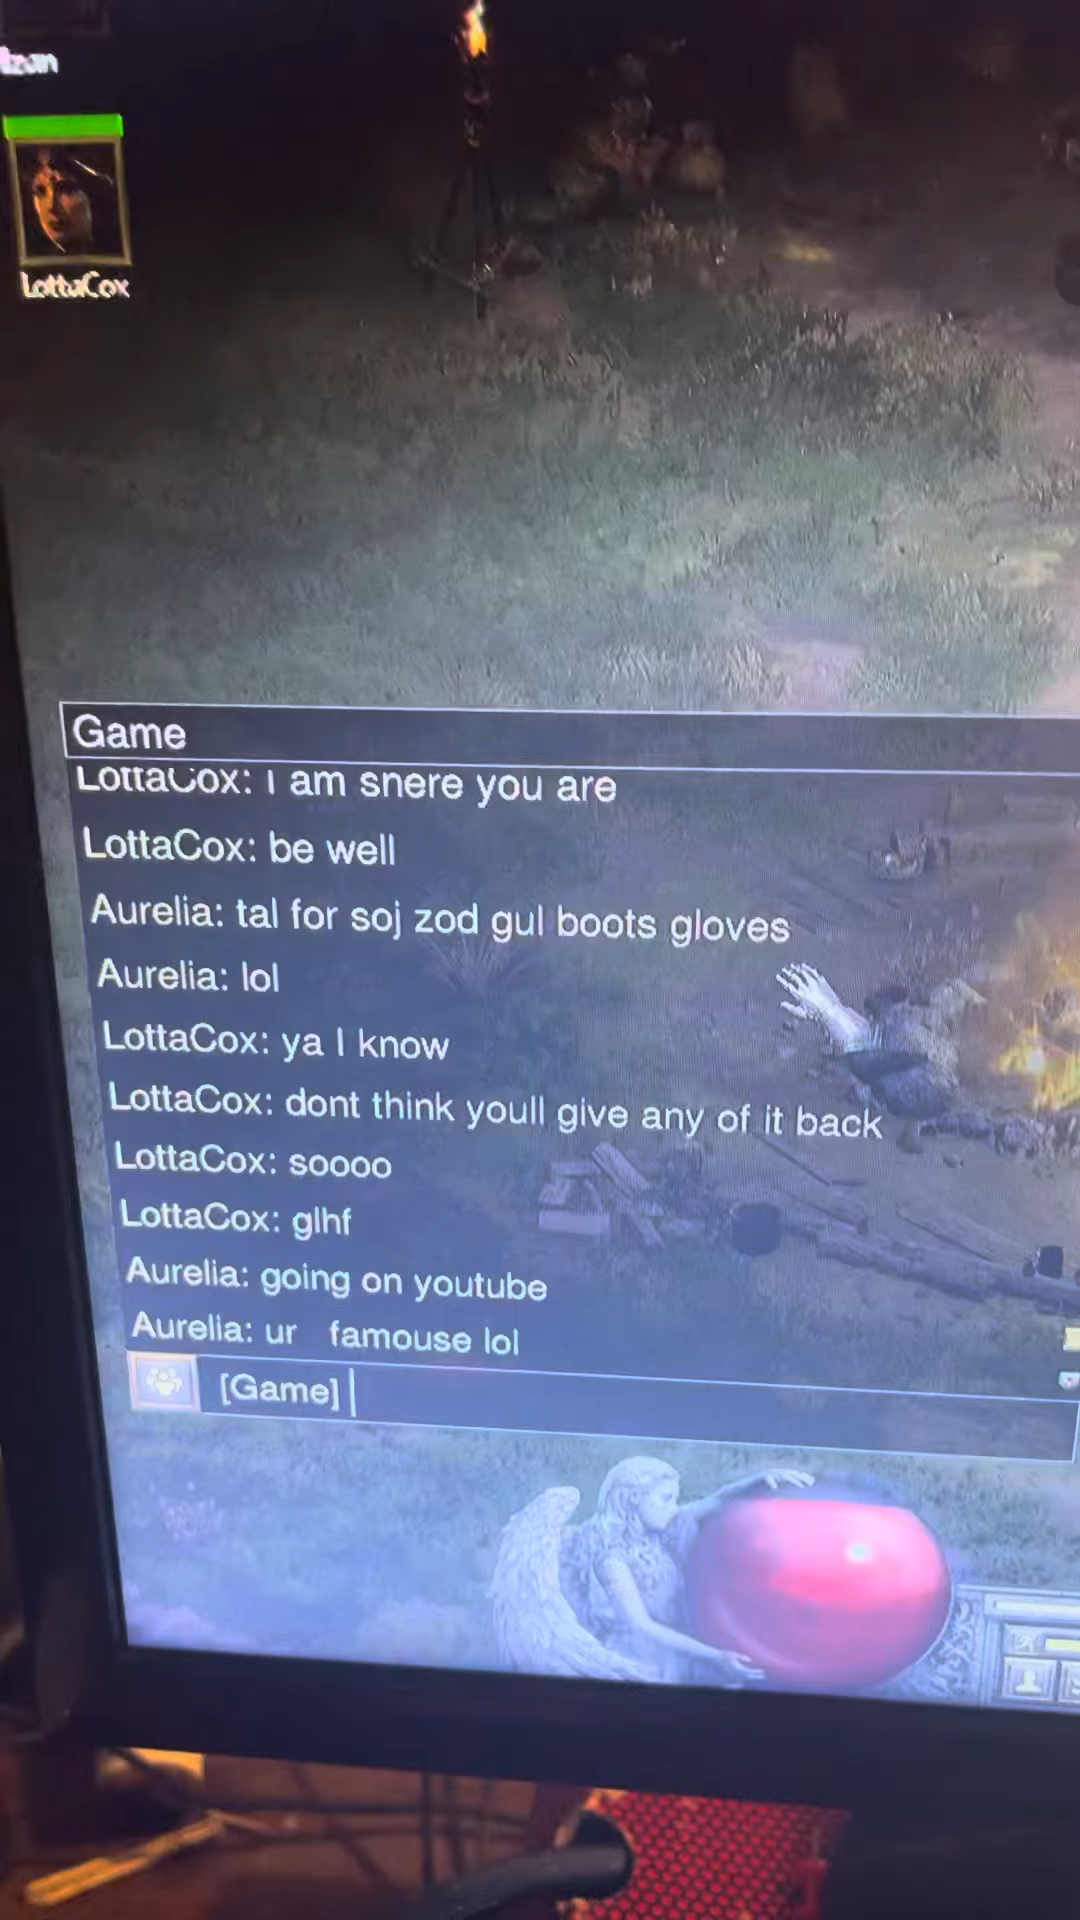 LottaCox
Game
LottaCox: I am snere you are
LottaCox: be well
Aurelia: tal for soj zod gul boots gloves
Aurelia: lol
LottaCox: ya I know
LottaCox: dont think youll give any of it back
LottaCox: soooo
LottaCox: glhf
Aurelia: going on youtube
Aurelia: ur famouse lol
[Game]